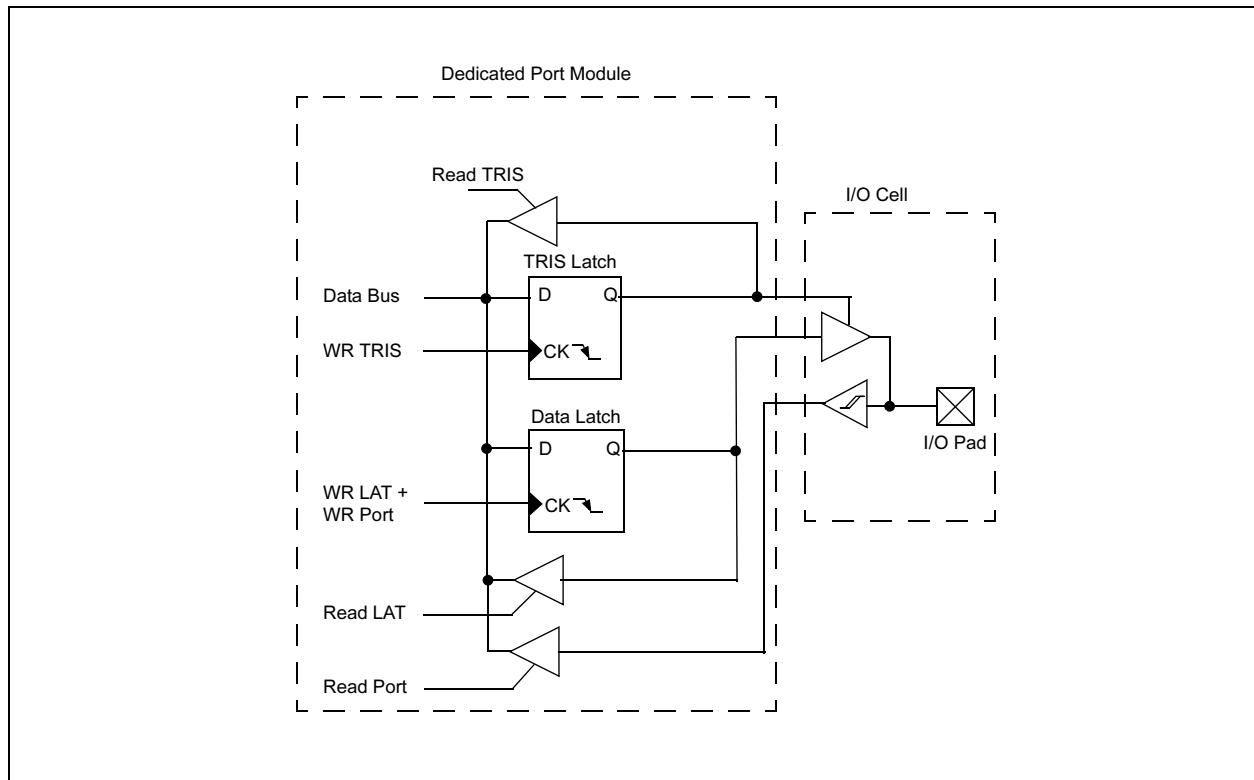 Dedicated Port Module
Read TRIS
I/O Cell
TRIS Latch
Data Bus
D
Q
WR TRIS
CK
Data Latch
I/O Pad
D
Q
WR LAT +
WR Port
CK
Read LAT
Read Port